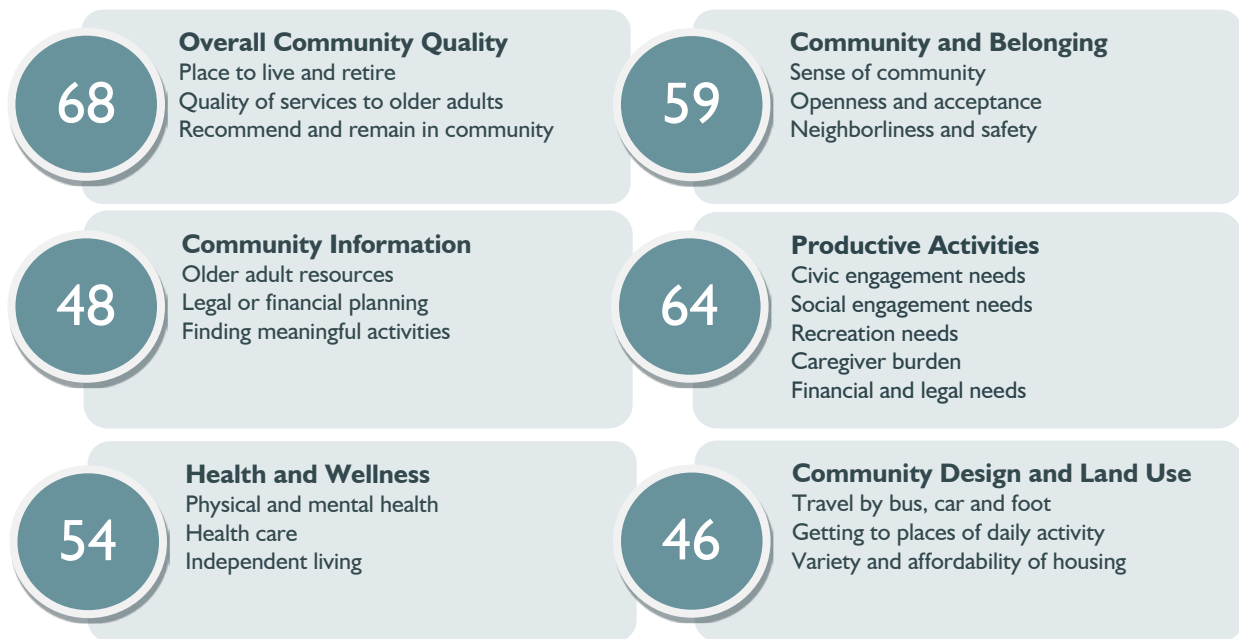 68
Overall Community Quality
Place to live and retire
Quality of services to older adults
Recommend and remain in community
59
Community and Belonging
Sense of community
Openness and acceptance
Neighborliness and safety
48
Community Information
Older adult resources
Legal or financial planning
Finding meaningful activities
64
Productive Activities
Civic engagement needs
Social engagement needs
Recreation needs
Caregiver burden
Financial and legal needs
54
Health and Wellness
Physical and mental health
Health care
Independent living
46
Community Design and Land Use
Travel by bus, car and foot
Getting to places of daily activity
Variety and affordability of housing